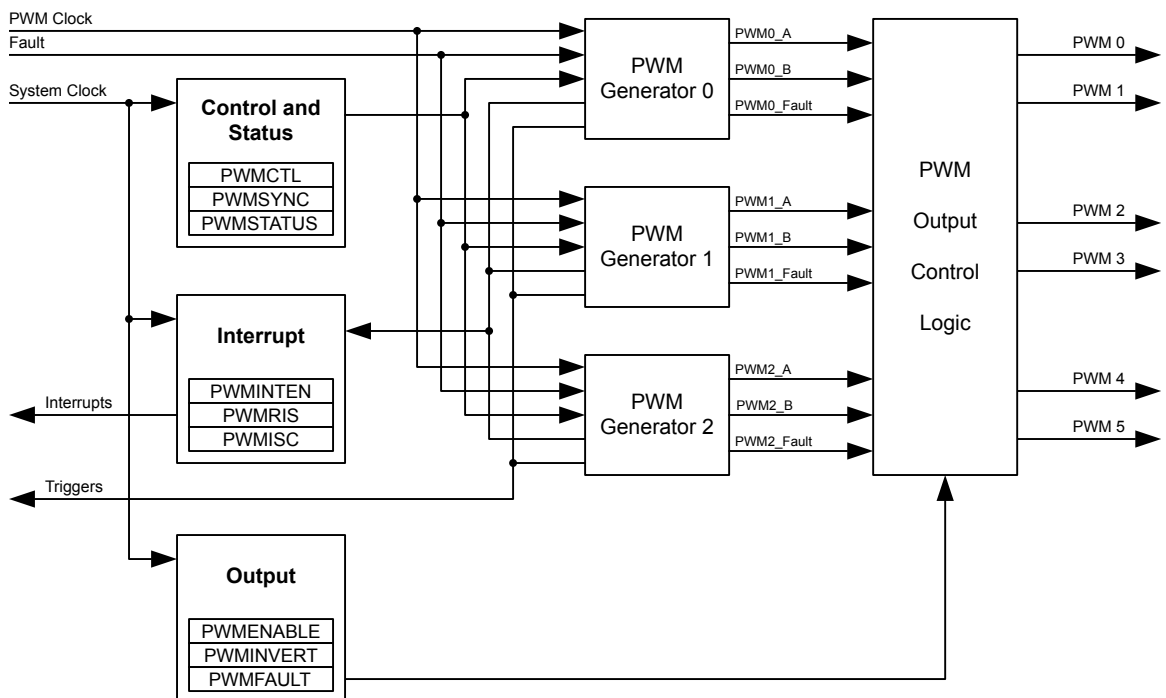 PWM Clock
Fault
System Clock
Control and
Status
PWMCTL
PWMSYNC
PWMSTATUS
Interrupt
PWMINTEN
PWMRIS
PWMISC
Interrupts
Triggers
Output
PWMENABLE
PWMINVERT
PWMFAULT
PWM
Generator 0
PWM0_A
PWM0_B
PWM0_Fault
PWM
Generator 1
PWM1_A
PWM1_B
PWM1_Fault
PWM
Generator 2
PWM2_A
PWM2_B
PWM2_Fault
PWM
Output
Control
Logic
PWM 0
PWM 1
PWM 2
PWM 3
PWM 4
PWM 5